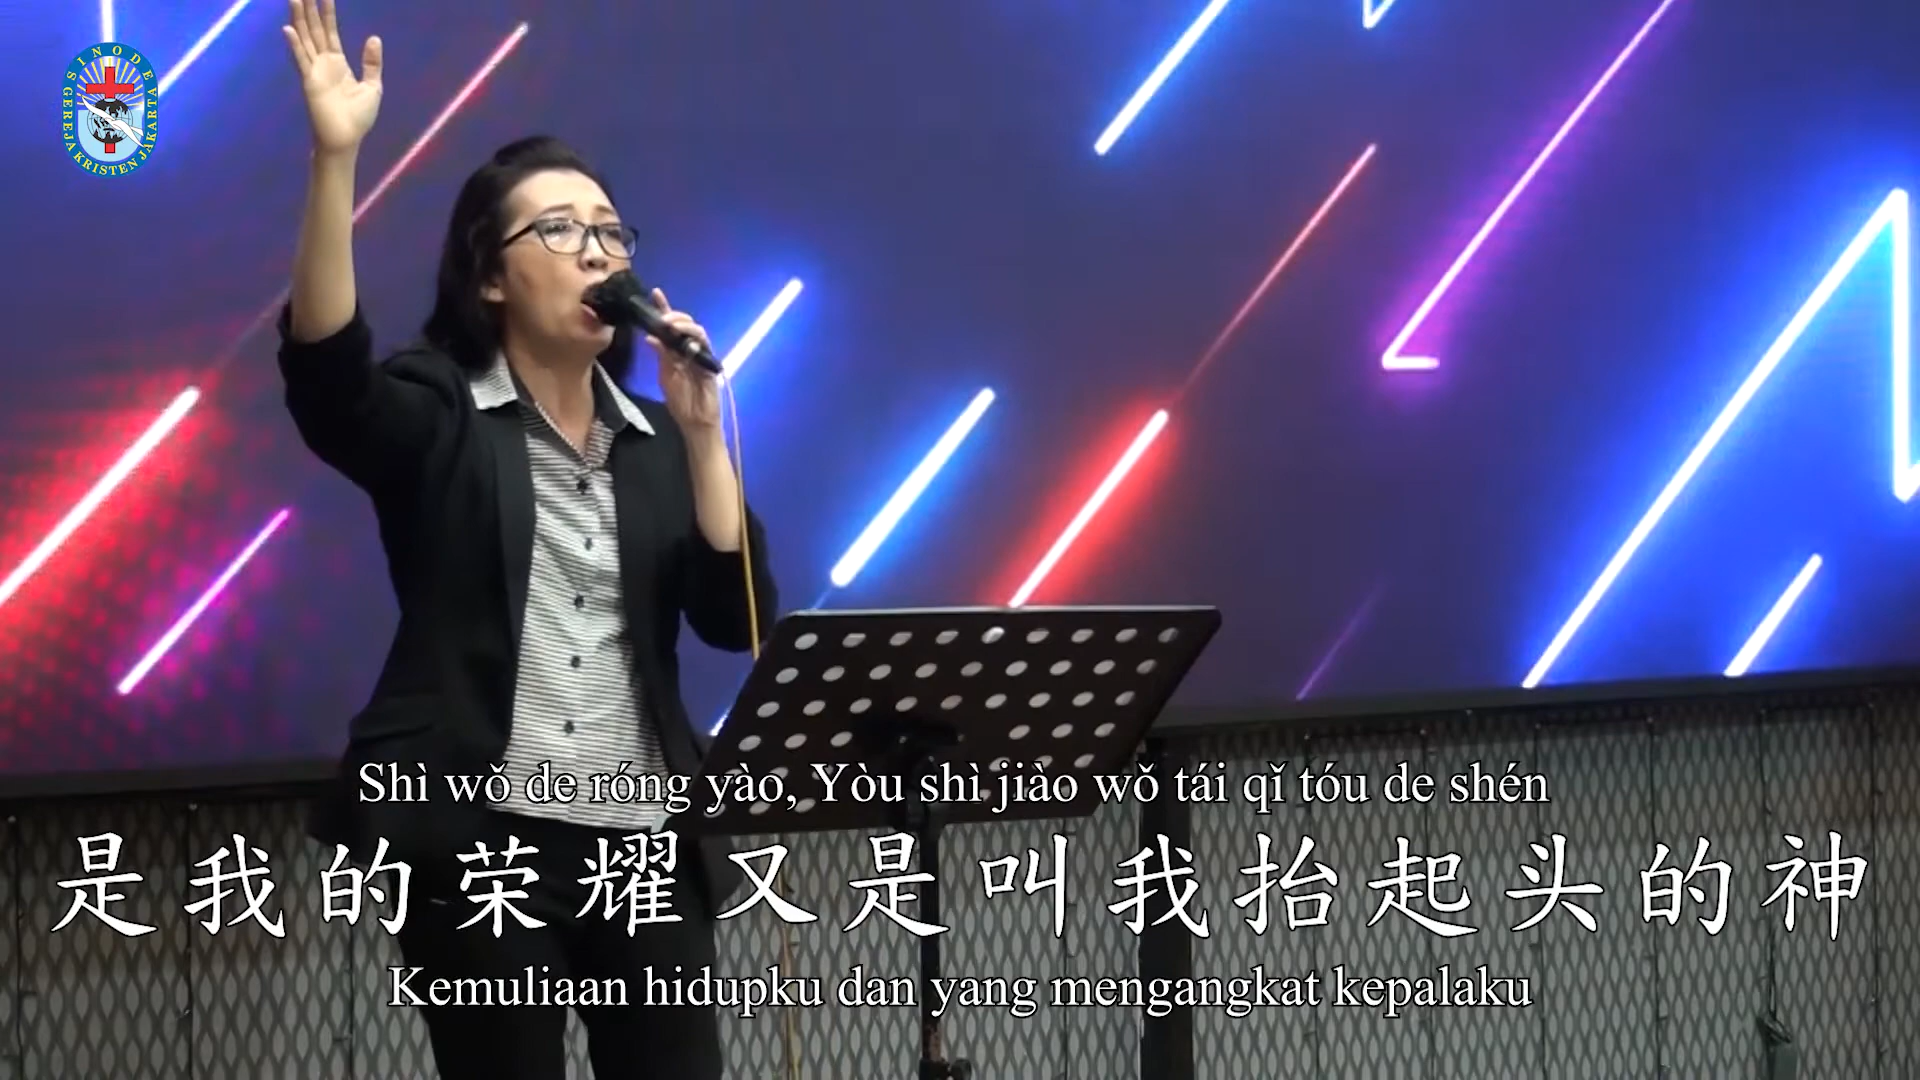 SINODE
GEREJA KRISTEN JAKARTA
Shì wǒ de róng yào, Yòu shì jiào wǒ tái qǐ tóu de shén
是我的荣耀又是叫我抬起头的神
Kemuliaan hidupku dan yang mengangkat kepalaku